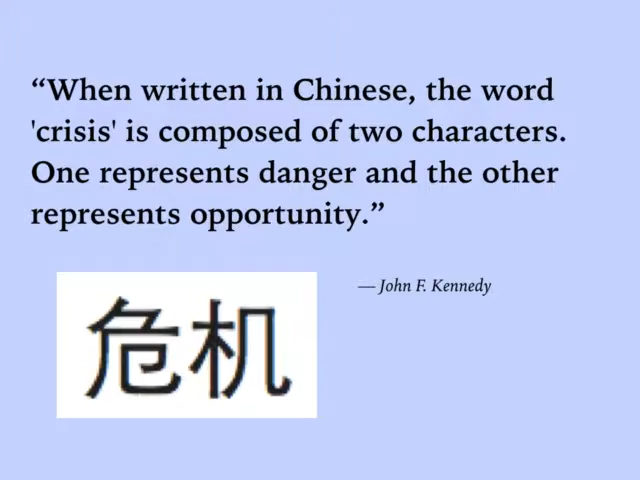 “When written in Chinese, the word
'crisis' is composed of two characters.
One represents danger and the other
represents opportunity.”
— John F. Kennedy
危机